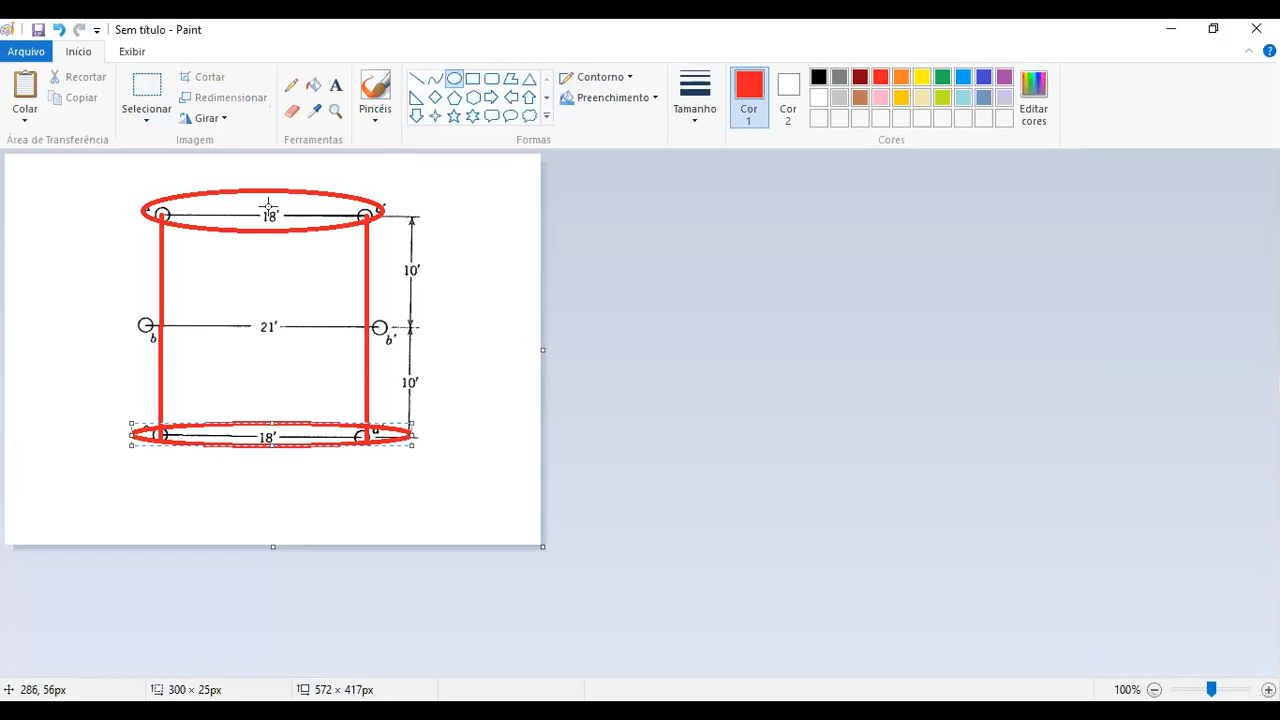 Sem título - Paint
Arquivo Início Exibir
Colar
Recortar
Copiar
Área de Transferência
Selecionar
Cortar
Redimensionar
Girar
Imagem
A
Ferramentas
Pincéis
Contorno
Preenchimento
Formas
Tamanho
Cor 1
Cor 2
Editar cores
Cores
18'
10'
21'
b
b'
10'
18'
286, 56px
300 × 25px
572 × 417px
100%